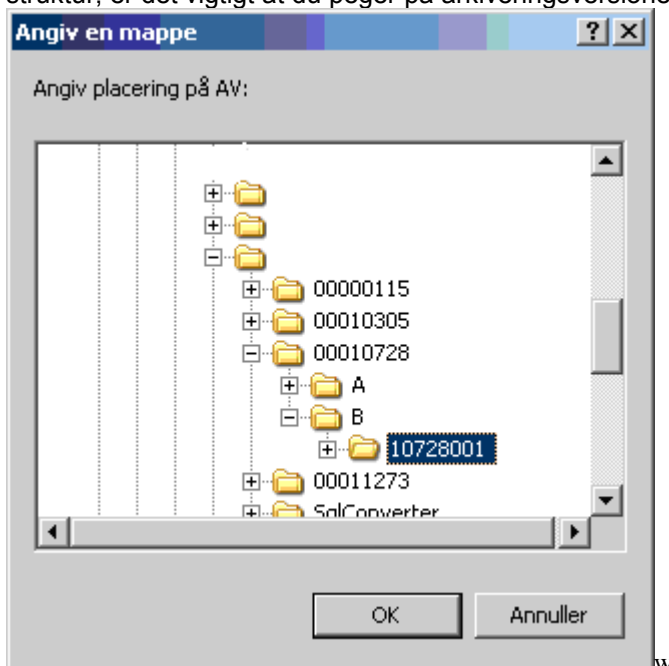 struktur, er det vigtigt at du peger på arkiveringsversione
Angiv en mappe
Angiv placering på AV:
00000115
00010305
00010728
A
B
10728001
00011273
SqlConverter
OK Annuller
w